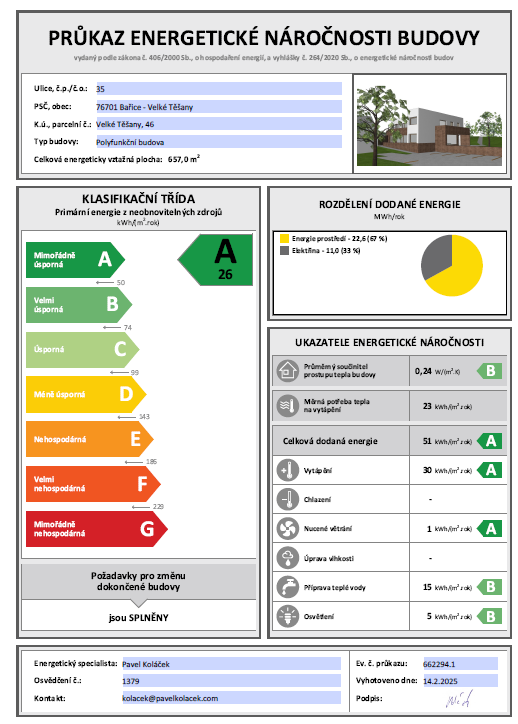 PRŮKAZ ENERGETICKÉ NÁROČNOSTI BUDOVY
vydaný podle zákona č. 406/2000 Sb., o hospodaření energií, a vyhlášky č. 264/2020 Sb., o energetické náročnosti budov
Ulice, č.p./č.o.: 35
PSČ, obec: 76701 Bařice - Velké Těšany
K.ú., parcelní č.: Velké Těšany, 46
Typ budovy: Polyfunkční budova
Celková energeticky vztažná plocha: 657,0 m²
KLASIFIKAČNÍ TŘÍDA
Primární energie z neobnovitelných zdrojů
kWh/(m².rok)
Mimořádně úsporná A
A
26
50
Velmi úsporná B
74
Úsporná C
99
Méně úsporná D
143
Nehospodárná E
186
Velmi nehospodárná F
229
Mimořádně nehospodárná G
Požadavky pro změnu
dokončené budovy
jsou SPLNĚNY
ROZDĚLENÍ DODANÉ ENERGIE
MWh/rok
Energie prostředí - 22,6 (67 %)
Elektřina - 11,0 (33 %)
UKAZATELE ENERGETICKÉ NÁROČNOSTI
Průměrný součinitel prostupu tepla budovy 0,24 W/(m².K) B
Měrná potřeba tepla na vytápění 23 kWh/(m².rok)
Celková dodaná energie 51 kWh/(m².rok) A
Vytápění 30 kWh/(m².rok) A
Chlazení -
Nucené větrání 1 kWh/(m².rok) A
Úprava vlhkosti -
Příprava teplé vody 15 kWh/(m².rok) B
Osvětlení 5 kWh/(m².rok) B
Energetický specialista: Pavel Koláček
Osvědčení č.: 1379
Kontakt: kolacek@pavelkolacek.com
Ev. č. průkazu: 662294.1
Vyhotoveno dne: 14.2.2025
Podpis: